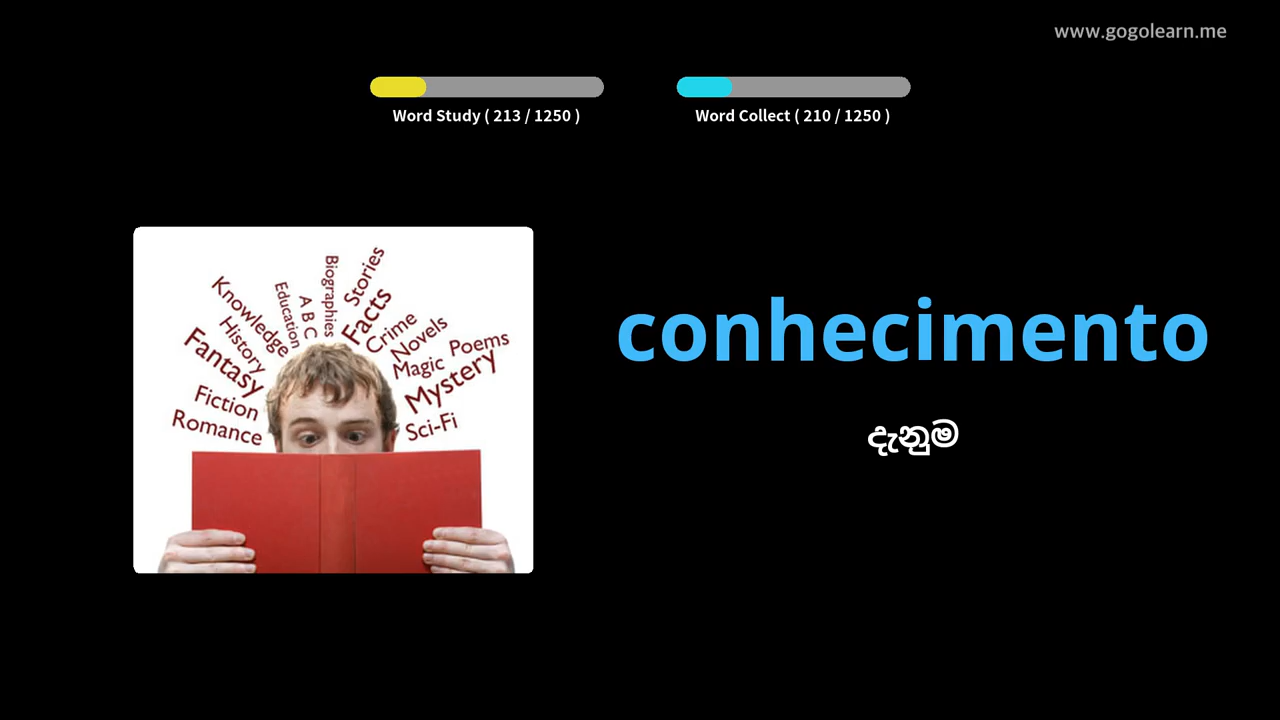 www.gogolearn.me
Word Study ( 213 / 1250 )
Word Collect ( 210 / 1250 )
Stories
Biographies
Facts
A B C
Education
Knowledge
Crime
Novels
History
Poems
Fantasy
Magic
Mystery
Fiction
Romance
Sci-Fi
conhecimento
දැනුම